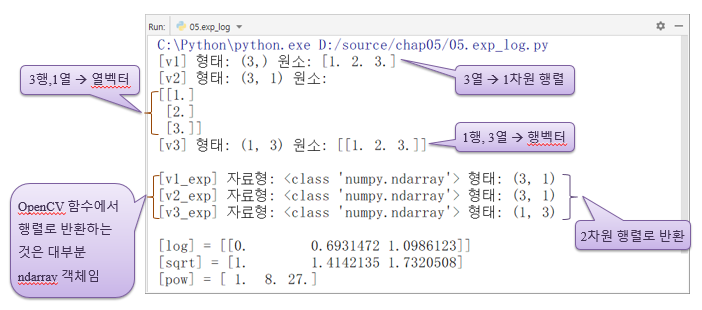 Run: 05.exp_log ×
C:\Python\python.exe D:/source/chap05/05.exp_log.py
[v1] 형태: (3,) 원소: [1. 2. 3.]
[v2] 형태: (3, 1) 원소:
[[1.]
[2.]
[3.]]
[v3] 형태: (1, 3) 원소: [[1. 2. 3.]]
[v1_exp] 자료형: <class 'numpy.ndarray'> 형태: (3, 1)
[v2_exp] 자료형: <class 'numpy.ndarray'> 형태: (3, 1)
[v3_exp] 자료형: <class 'numpy.ndarray'> 형태: (1, 3)
[log] = [[0. 0.6931472 1.0986123]]
[sqrt] = [1. 1.4142135 1.7320508]
[pow] = [ 1. 8. 27.]
3행,1열 → 열벡터
3열 → 1차원 행렬
1행, 3열 → 행벡터
OpenCV 함수에서
행렬로 반환하는
것은 대부분
ndarray 객체임
2차원 행렬로 반환